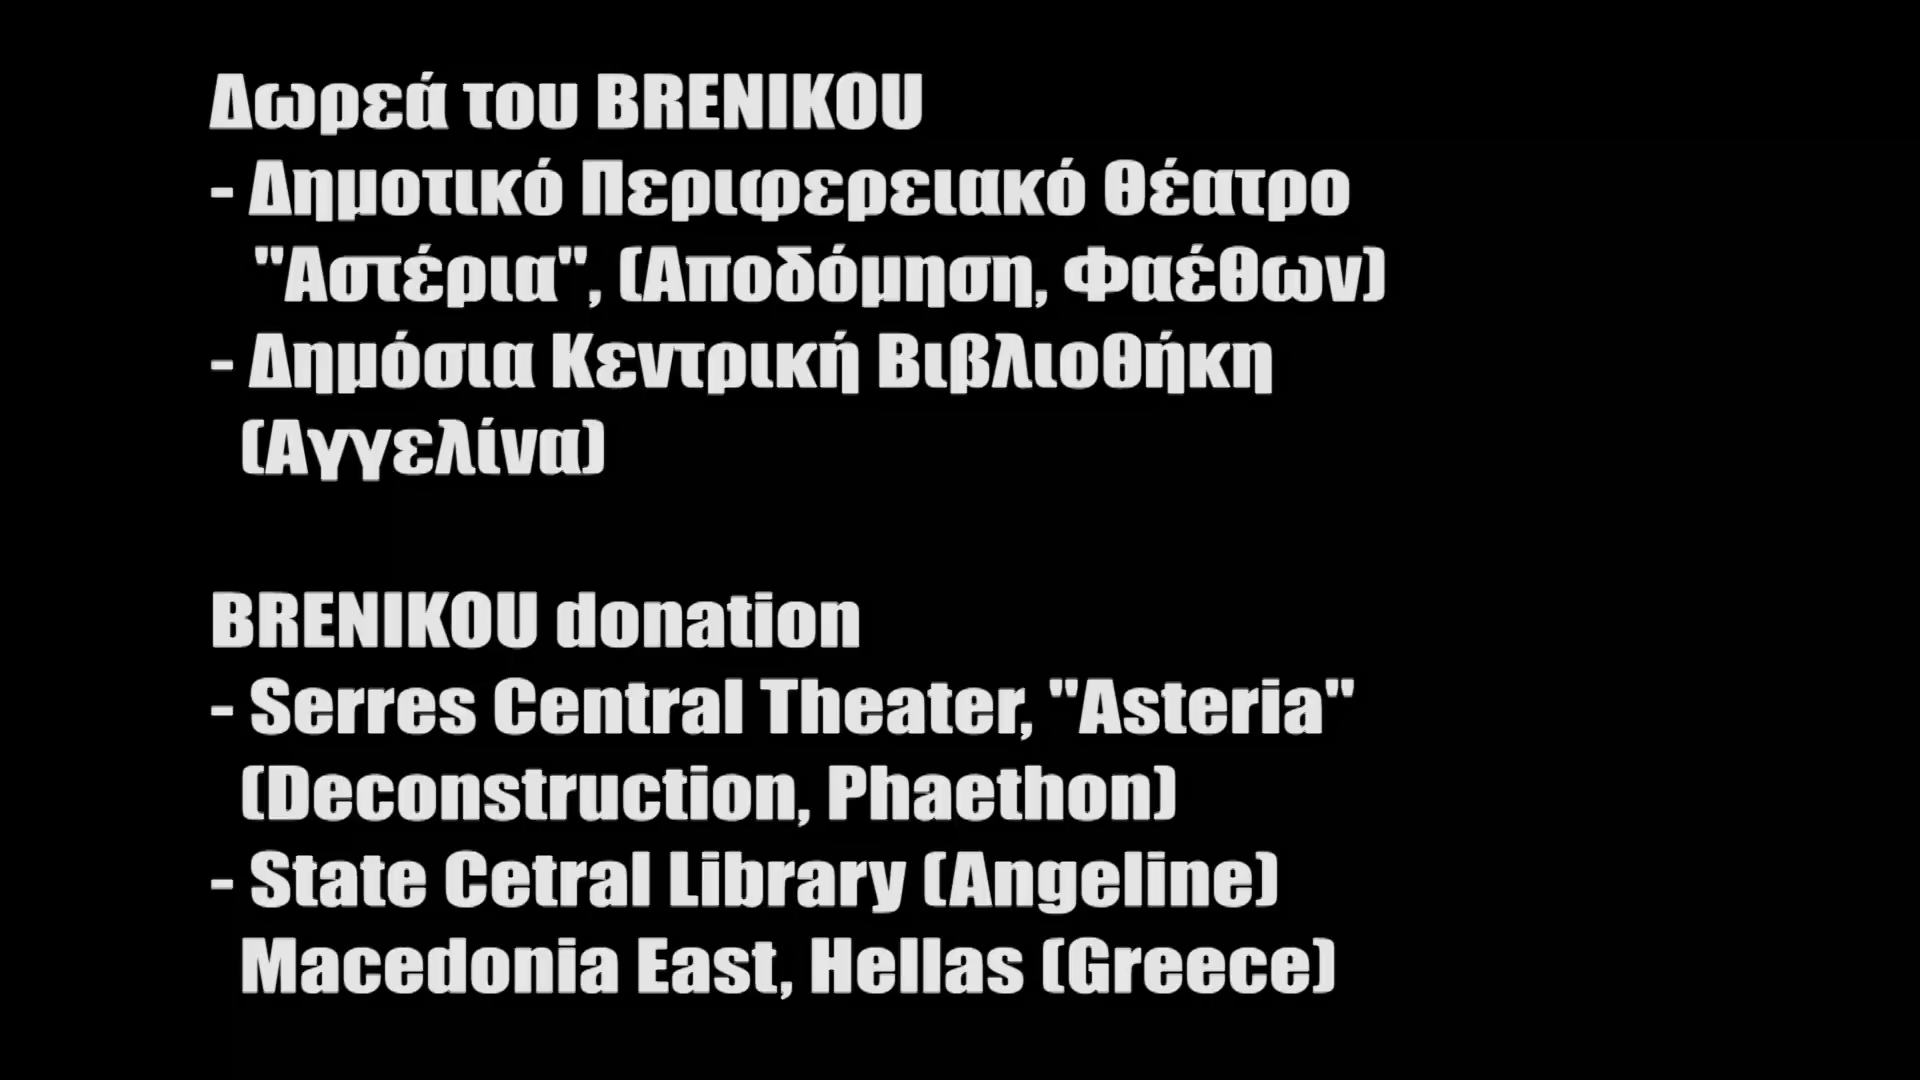 Δωρεά του BRENIKOU
- Δημοτικό Περιφερειακό Θέατρο
"Αστέρια", (Αποδόμηση, Φαέθων)
- Δημόσια Κεντρική Βιβλιοθήκη
(Αγγελίνα)
BRENIKOU donation
- Serres Central Theater, "Asteria"
(Deconstruction, Phaethon)
- State Cetral Library (Angeline)
Macedonia East, Hellas (Greece)